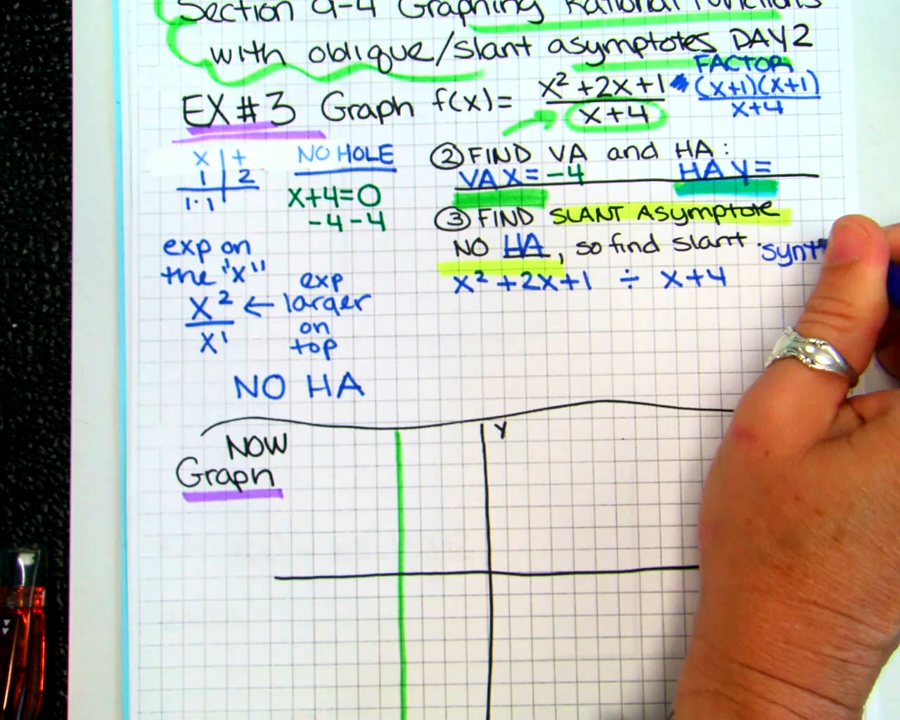 Section 9-4 Graphing Rational Functions
with oblique/slant asymptotes DAY 2
EX #3 Graph f(x)= x² + 2x + 1 / x+4
FACTOR
(x+1)(x+1) / x+4
x | +
1 | 2
1·1 |
NO HOLE
x+4=0
-4 -4
② FIND VA and HA :
VA X= -4
HA Y=
③ FIND SLANT Asymptote
NO HA, so find slant.
x² + 2x + 1 ÷ x+4
exp on
the "x"
x² / x¹ ← exp larger on top
NO HA
NOW
Graph
Y